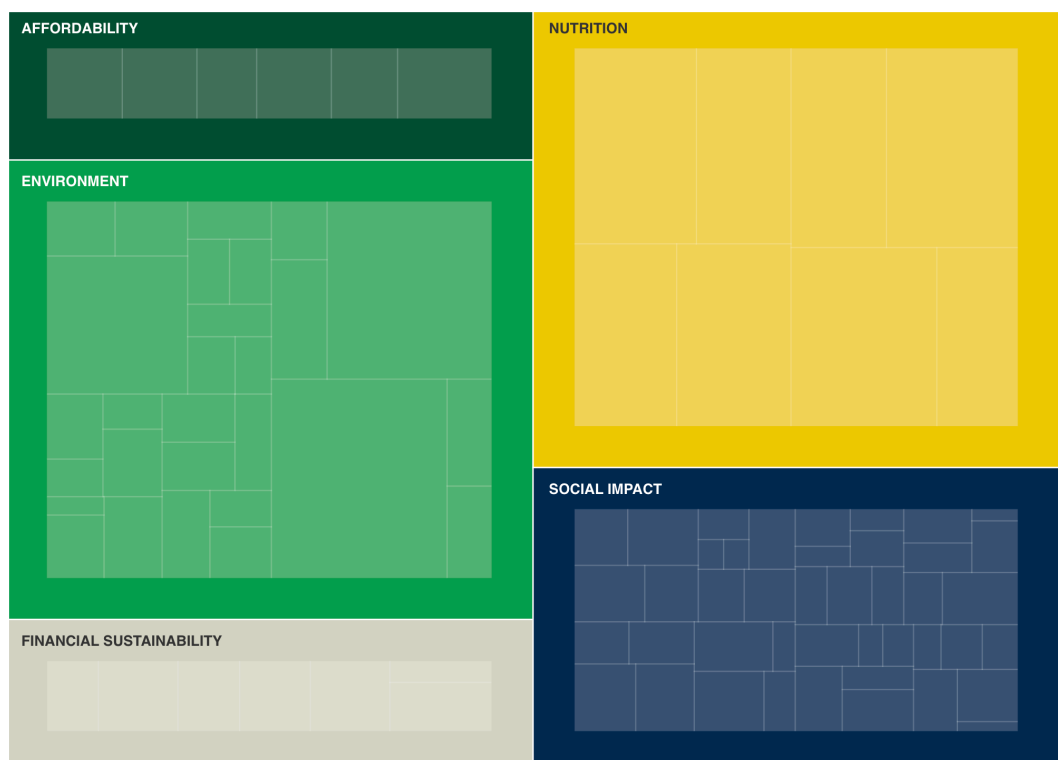 AFFORDABILITY
NUTRITION
ENVIRONMENT
SOCIAL IMPACT
FINANCIAL SUSTAINABILITY